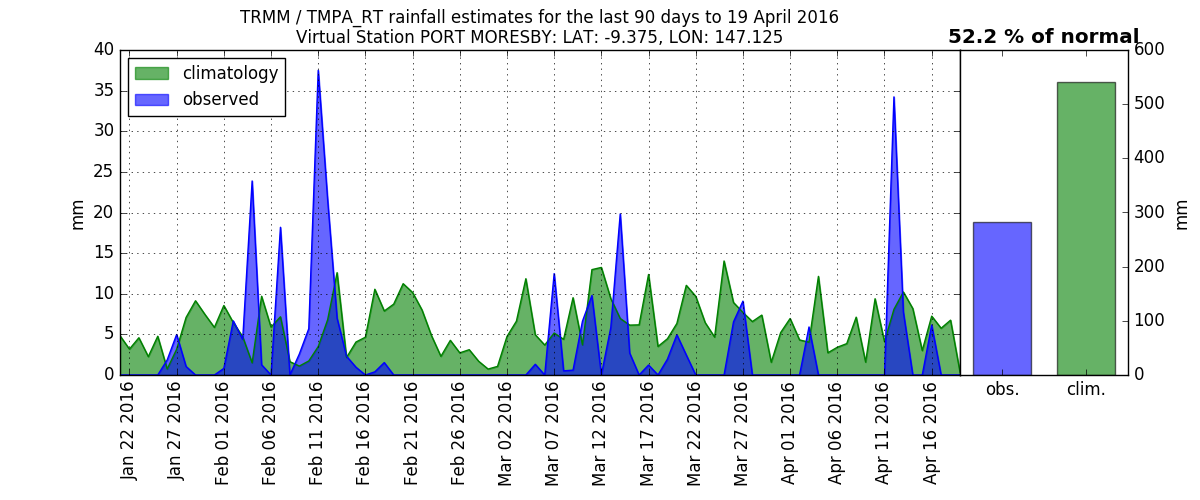 TRMM / TMPA_RT rainfall estimates for the last 90 days to 19 April 2016
Virtual Station PORT MORESBY: LAT: -9.375, LON: 147.125
52.2 % of normal
climatology
observed
40
35
30
25
20
15
10
5
0
mm
Jan 22 2016
Jan 27 2016
Feb 01 2016
Feb 06 2016
Feb 11 2016
Feb 16 2016
Feb 21 2016
Feb 26 2016
Mar 02 2016
Mar 07 2016
Mar 12 2016
Mar 17 2016
Mar 22 2016
Mar 27 2016
Apr 01 2016
Apr 06 2016
Apr 11 2016
Apr 16 2016
obs.
clim.
600
500
400
300
200
100
0
mm